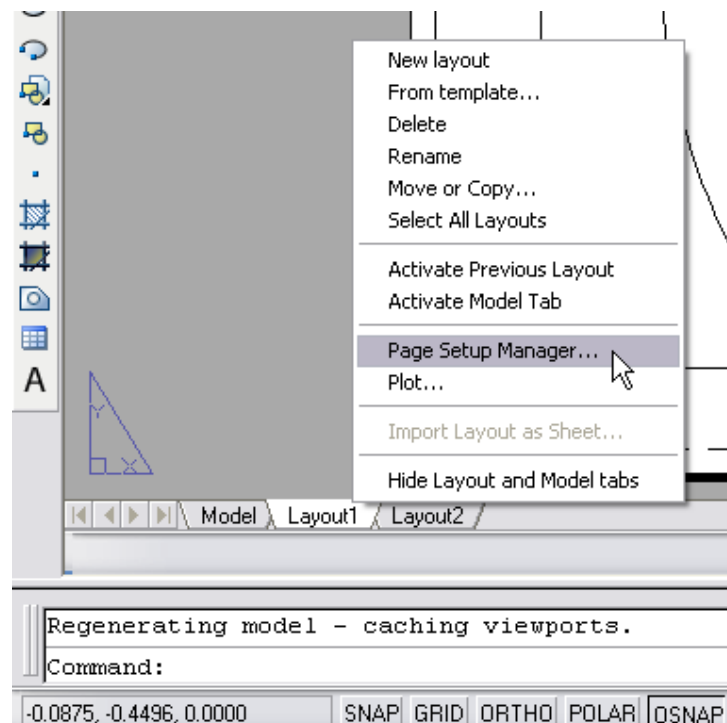 New layout
From template...
Delete
Rename
Move or Copy...
Select All Layouts
Activate Previous Layout
Activate Model Tab
Page Setup Manager...
Plot...
Import Layout as Sheet...
Hide Layout and Model tabs
A
Y
X
Model Layout1 Layout2
Regenerating model - caching viewports.
Command:
-0.0875, -0.4496, 0.0000 SNAP GRID ORTHO POLAR OSNAP